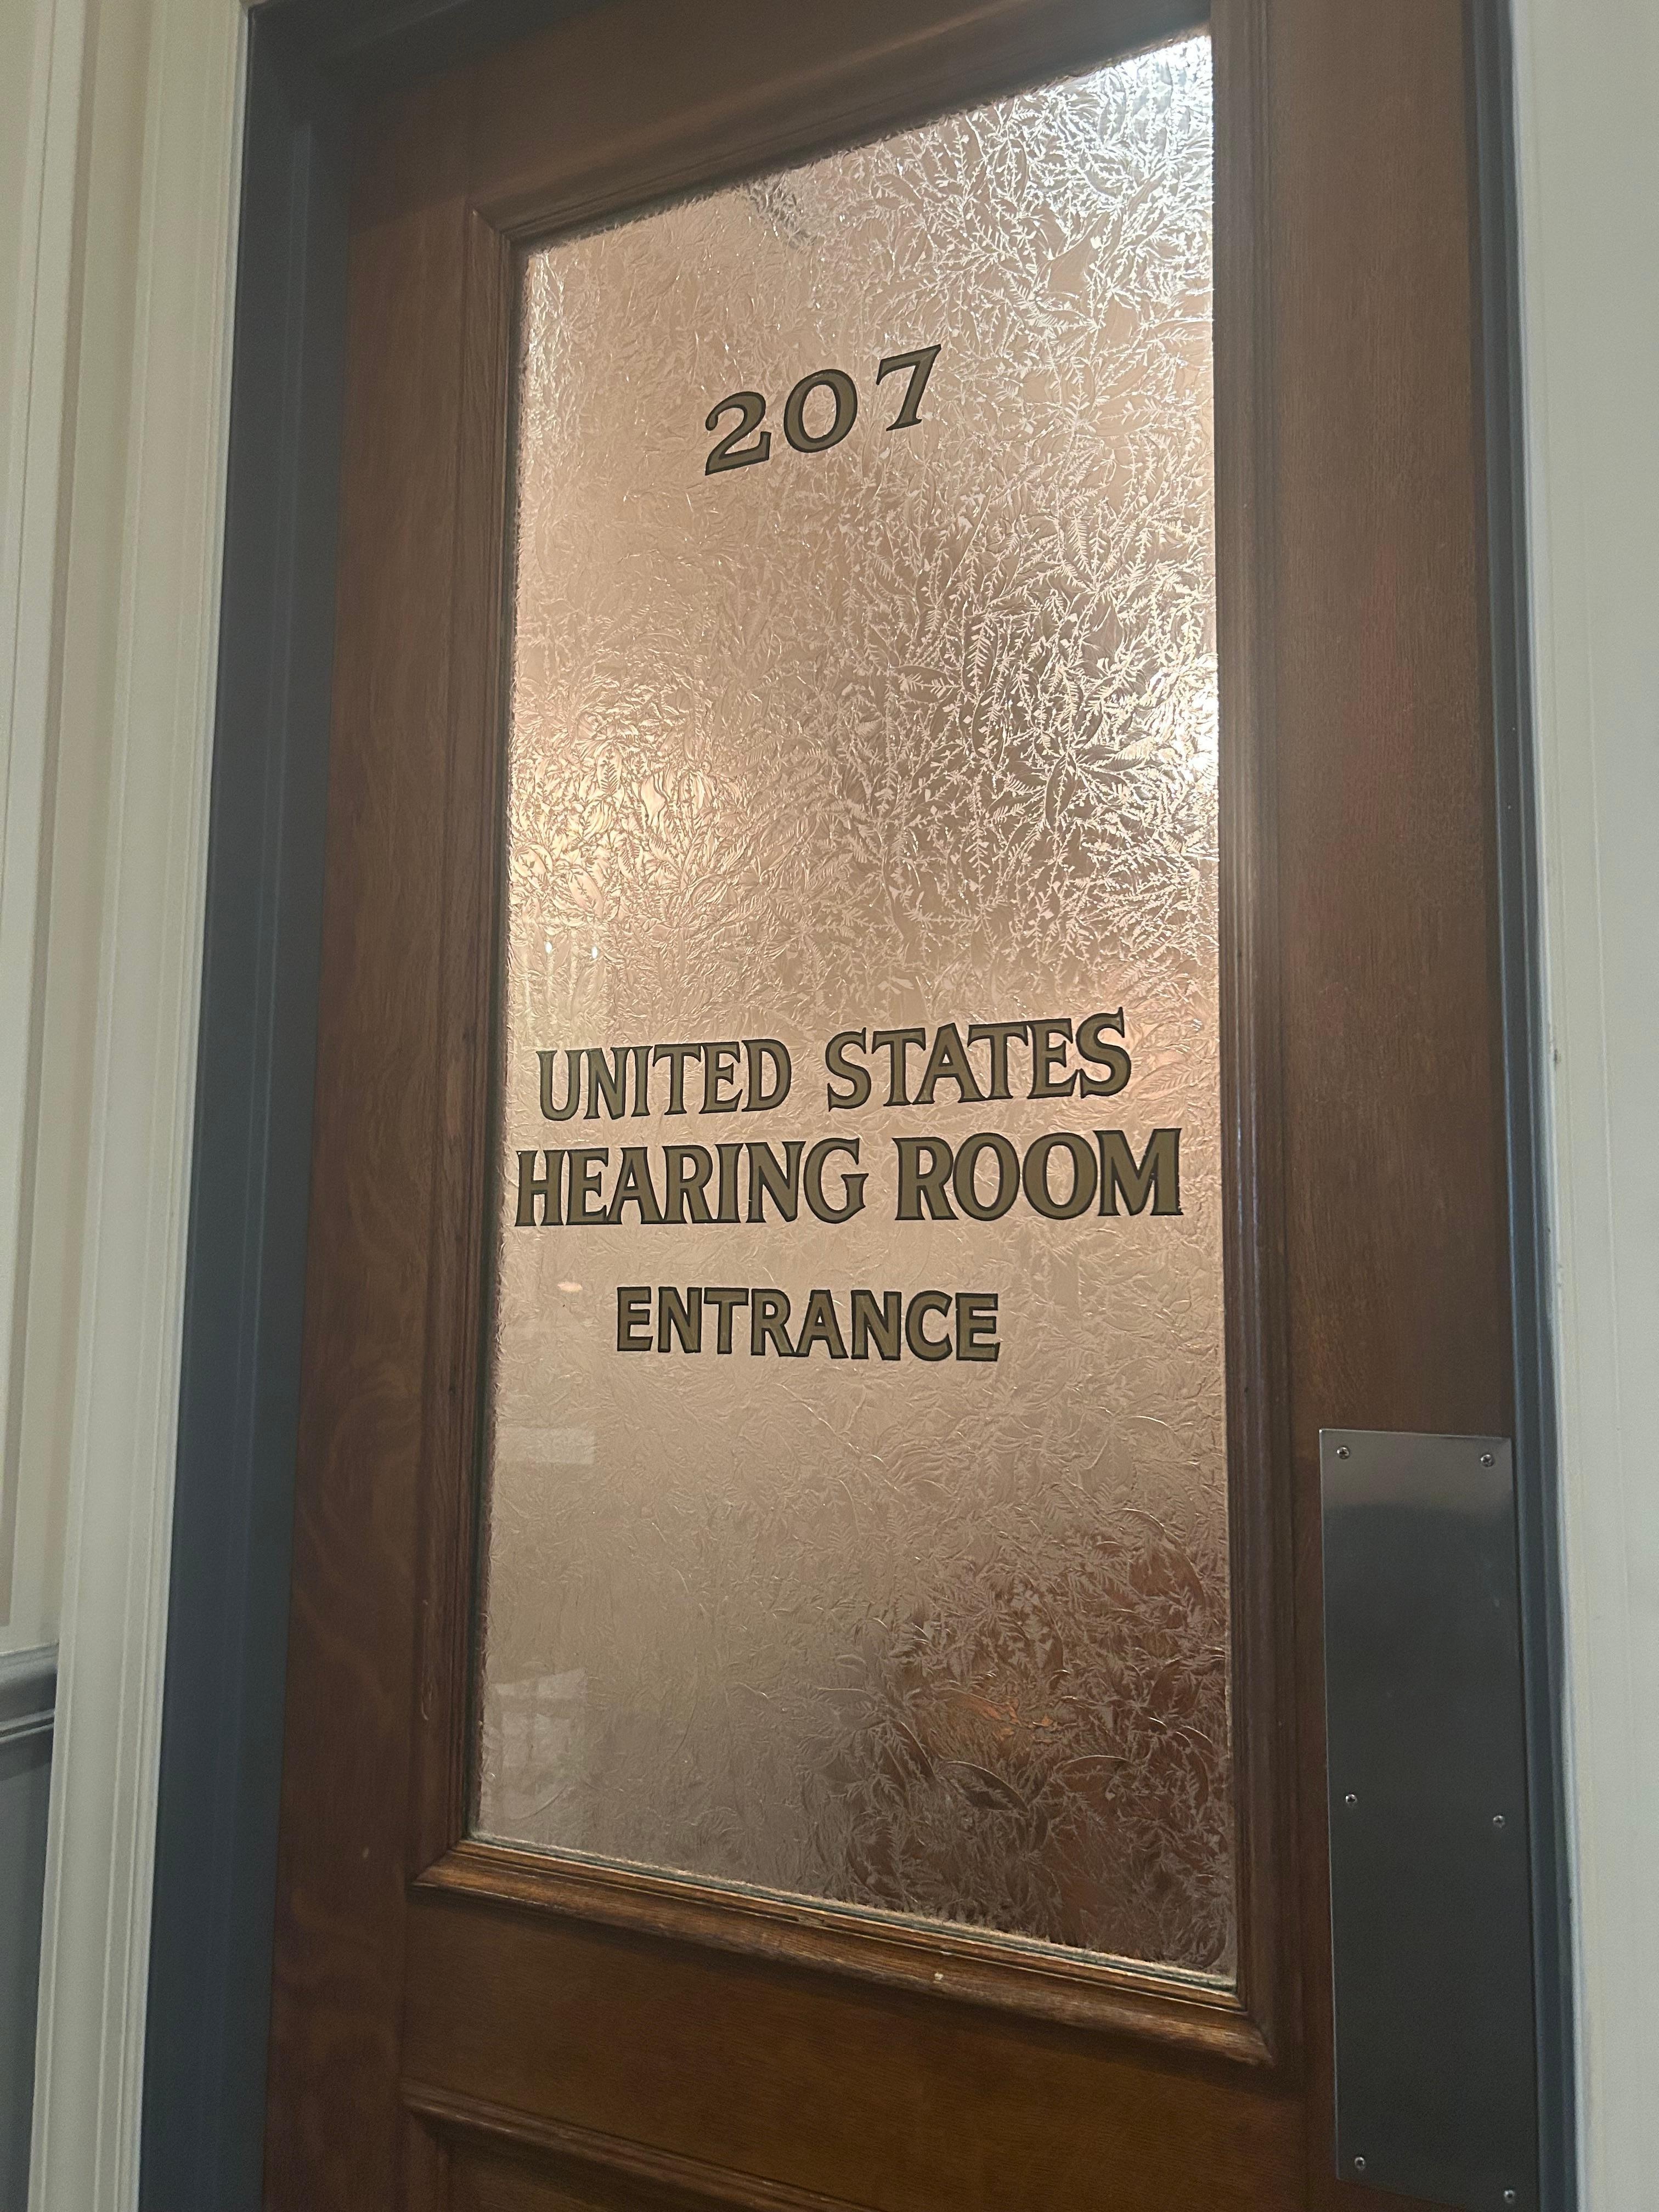 207
UNITED STATES
HEARING ROOM
ENTRANCE